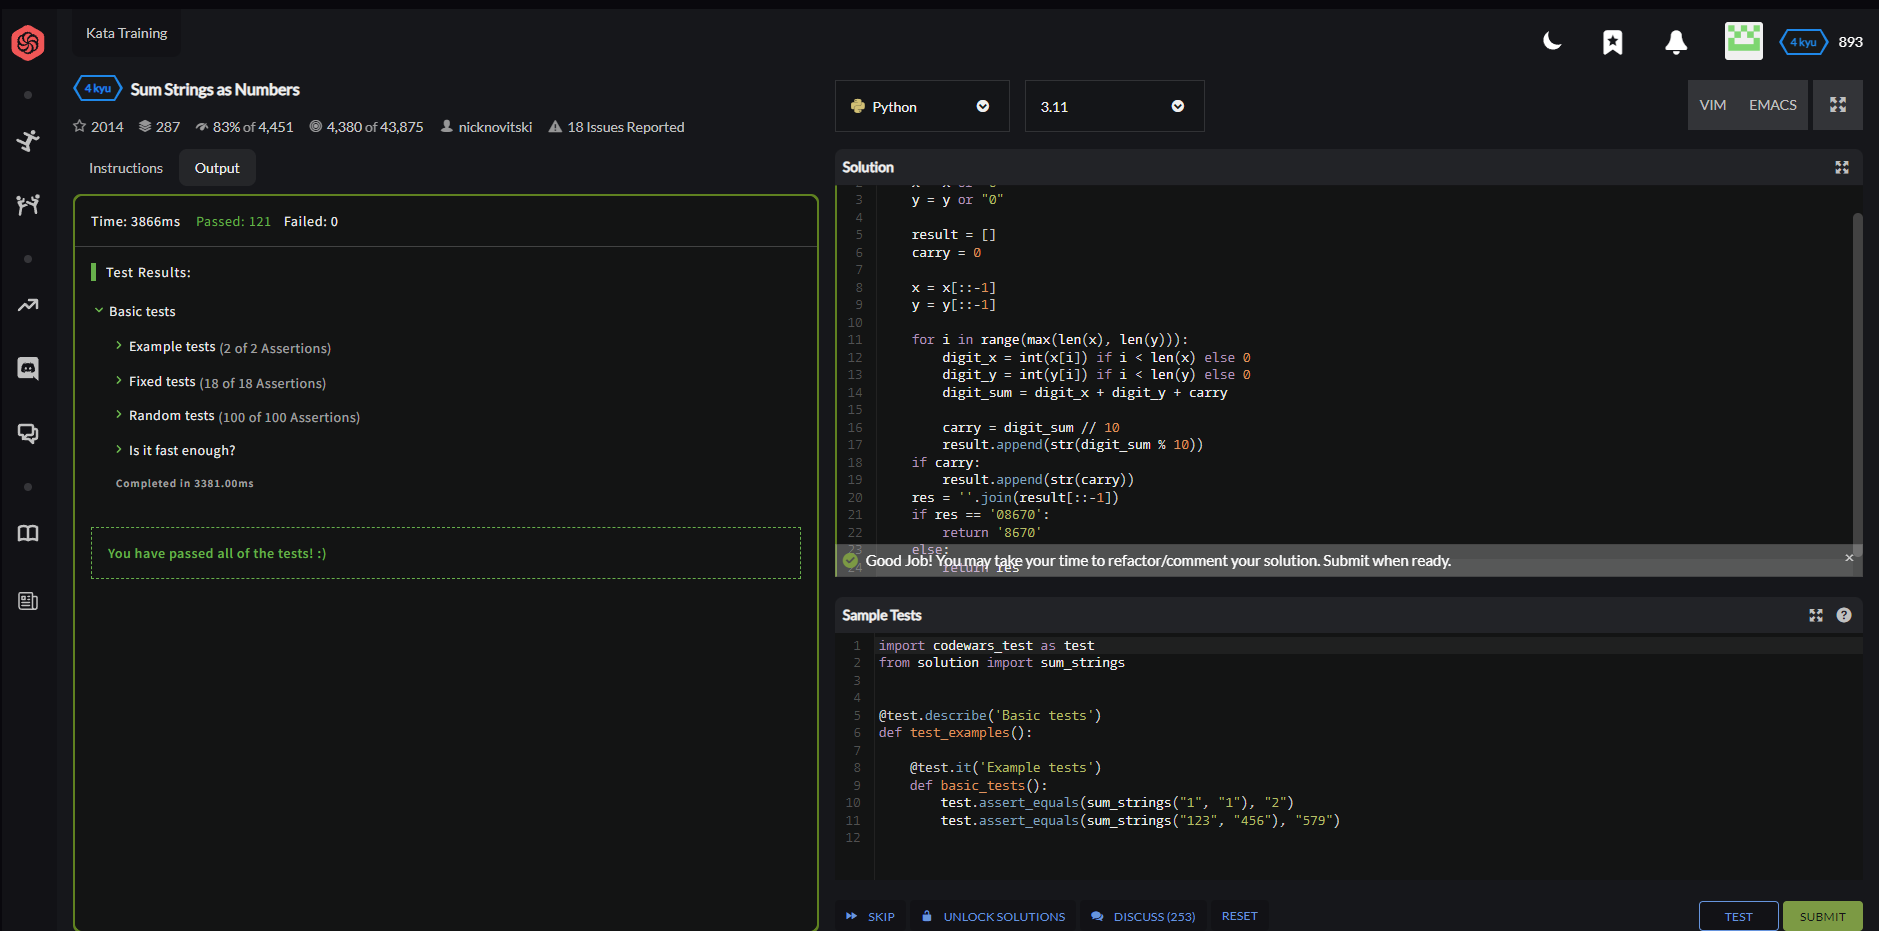 Kata Training
4 kyu 893
4 kyu Sum Strings as Numbers
2014 287 83% of 4,451 4,380 of 43,875 nicknovitski 18 Issues Reported
Instructions Output
Time: 3866ms Passed: 121 Failed: 0
Test Results:
Basic tests
Example tests (2 of 2 Assertions)
Fixed tests (18 of 18 Assertions)
Random tests (100 of 100 Assertions)
Is it fast enough?
Completed in 3381.00ms
You have passed all of the tests! :)
Python 3.11
VIM EMACS
Solution
3 y = y or "0"
4
5 result = []
6 carry = 0
7
8 x = x[::-1]
9 y = y[::-1]
10
11 for i in range(max(len(x), len(y))):
12 digit_x = int(x[i]) if i < len(x) else 0
13 digit_y = int(y[i]) if i < len(y) else 0
14 digit_sum = digit_x + digit_y + carry
15
16 carry = digit_sum // 10
17 result.append(str(digit_sum % 10))
18 if carry:
19 result.append(str(carry))
20 res = ''.join(result[::-1])
21 if res == '08670':
22 return '8670'
23 else:
24 return res
Good Job! You may take your time to refactor/comment your solution. Submit when ready. ×
Sample Tests ?
1 import codewars_test as test
2 from solution import sum_strings
3
4
5 @test.describe('Basic tests')
6 def test_examples():
7
8 @test.it('Example tests')
9 def basic_tests():
10 test.assert_equals(sum_strings("1", "1"), "2")
11 test.assert_equals(sum_strings("123", "456"), "579")
12
SKIP UNLOCK SOLUTIONS DISCUSS (253) RESET TEST SUBMIT